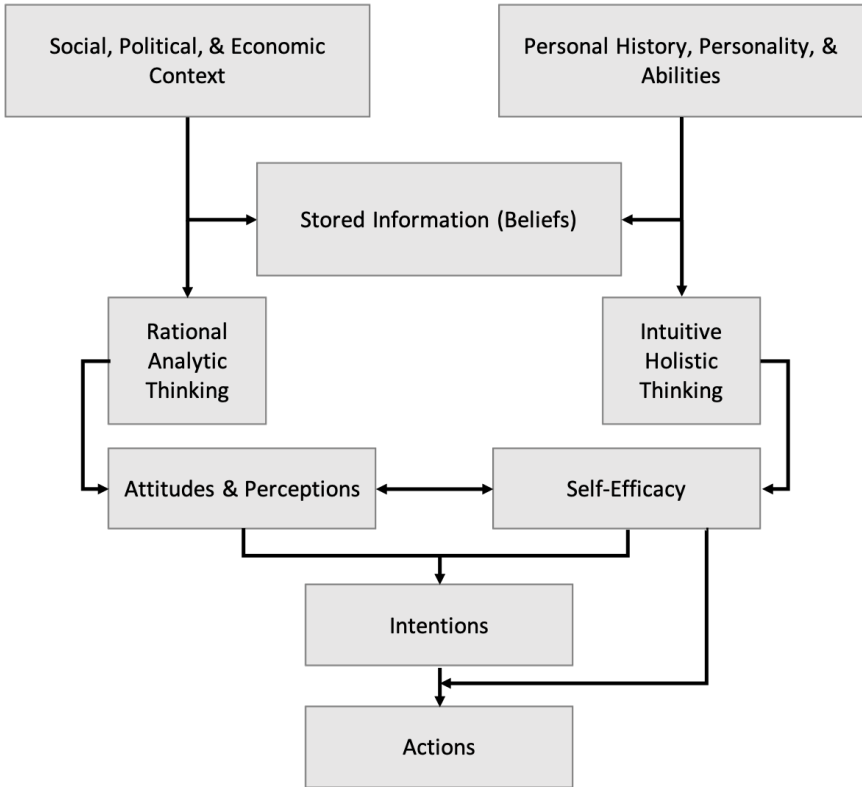 Social, Political, & Economic
Context
Personal History, Personality, &
Abilities
Stored Information (Beliefs)
Rational
Analytic
Thinking
Intuitive
Holistic
Thinking
Attitudes & Perceptions
Self-Efficacy
Intentions
Actions